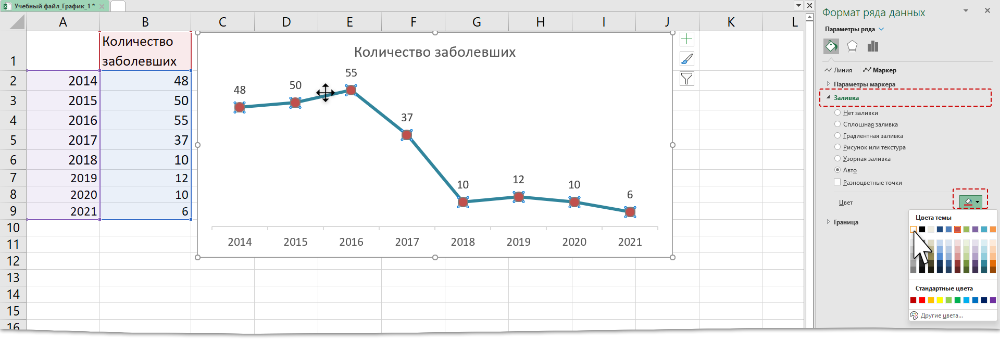 Учебный файл_График_1 *
A B C D E F G H I J K L
1 Количество
заболевших
2 2014 48
3 2015 50
4 2016 55
5 2017 37
6 2018 10
7 2019 12
8 2020 10
9 2021 6
10
11
12
13
14
15
16
Количество заболевших
48 50 55 37 10 12 10 6
2014 2015 2016 2017 2018 2019 2020 2021
Формат ряда данных
Параметры ряда
Линия Маркер
Параметры маркера
Заливка
Нет заливки
Сплошная заливка
Градиентная заливка
Рисунок или текстура
Узорная заливка
Авто
Разноцветные точки
Цвет
Граница
Цвета темы
Стандартные цвета
Другие цвета...